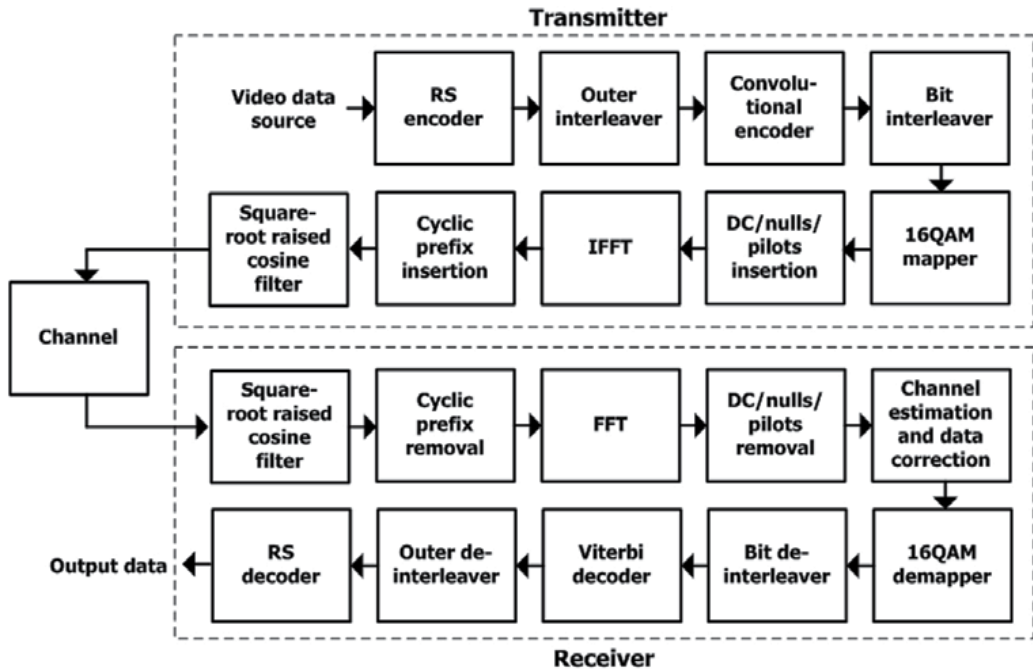 Transmitter
Video data
source
RS
encoder
Outer
interleaver
Convolu-
tional
encoder
Bit
interleaver
Square-
root raised
cosine
filter
Cyclic
prefix
insertion
IFFT
DC/nulls/
pilots
insertion
16QAM
mapper
Channel
Square-
root raised
cosine
filter
Cyclic
prefix
removal
FFT
DC/nulls/
pilots
removal
Channel
estimation
and data
correction
Output data
RS
decoder
Outer de-
interleaver
Viterbi
decoder
Bit de-
interleaver
16QAM
demapper
Receiver